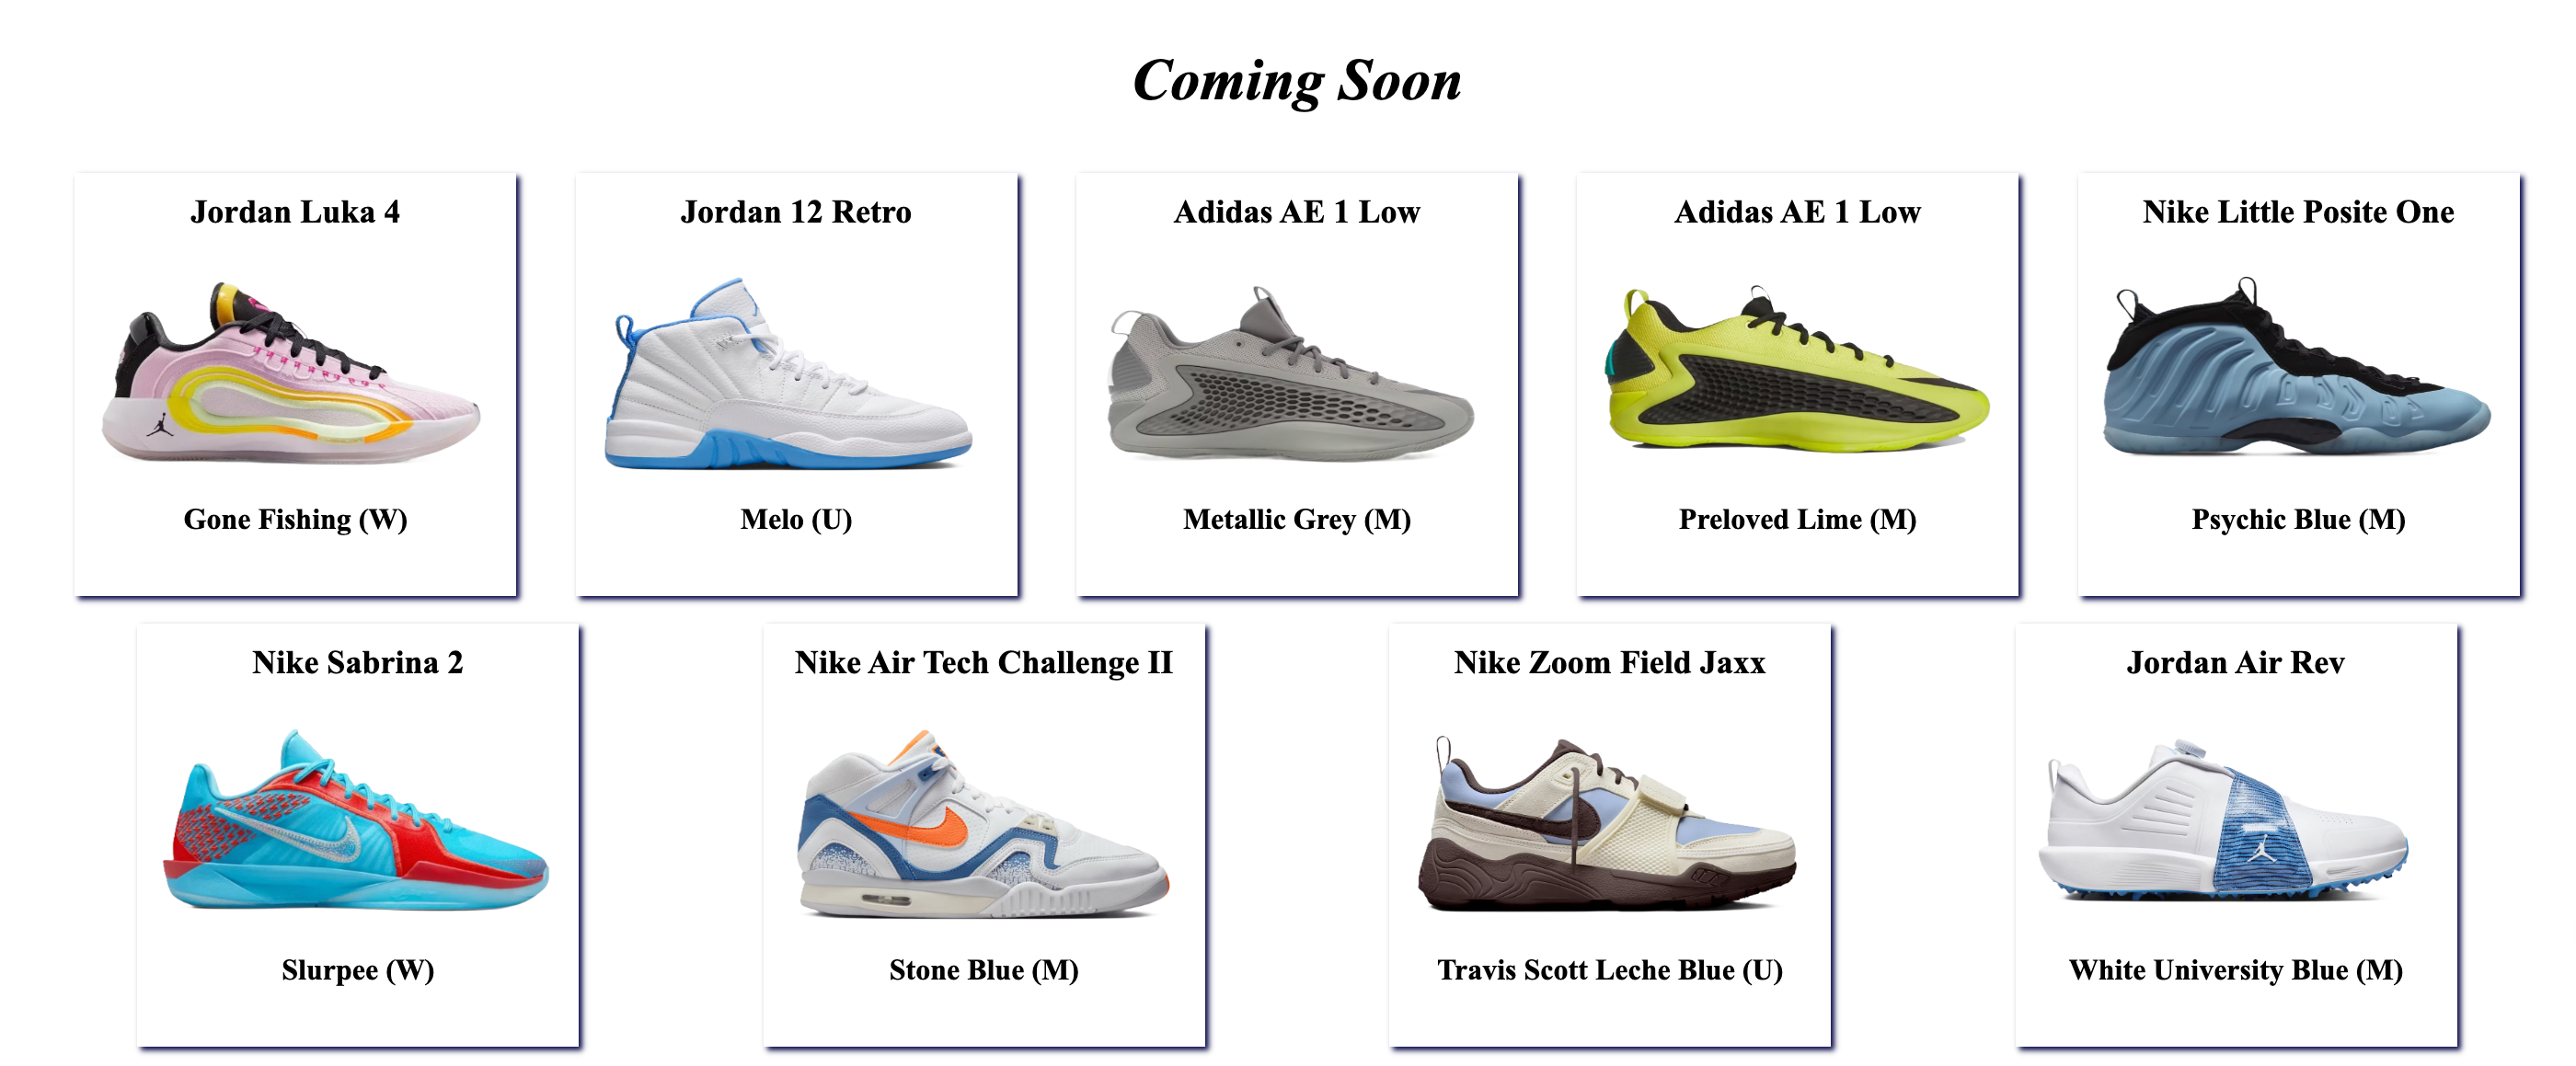 Coming Soon
Jordan Luka 4
Jordan 12 Retro
Adidas AE 1 Low
Adidas AE 1 Low
Nike Little Posite One
Gone Fishing (W)
Melo (U)
Metallic Grey (M)
Preloved Lime (M)
Psychic Blue (M)
Nike Sabrina 2
Nike Air Tech Challenge II
Nike Zoom Field Jaxx
Jordan Air Rev
Slurpee (W)
Stone Blue (M)
Travis Scott Leche Blue (U)
White University Blue (M)